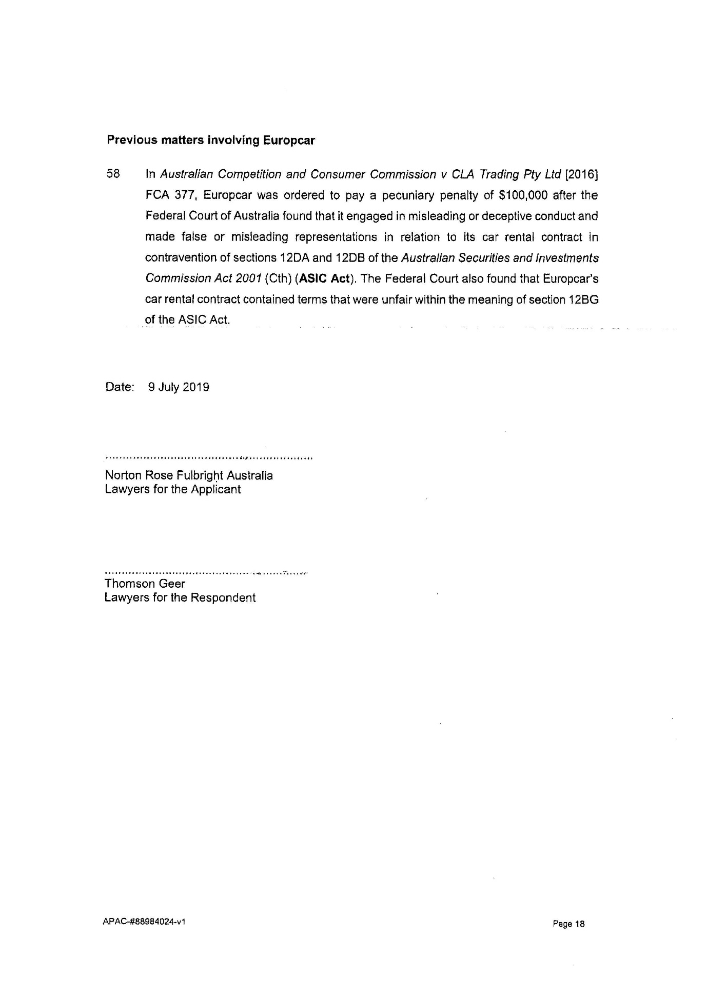 Previous matters involving Europcar
58 In Australian Competition and Consumer Commission v CLA Trading Pty Ltd [2016]
FCA 377, Europcar was ordered to pay a pecuniary penalty of $100,000 after the
Federal Court of Australia found that it engaged in misleading or deceptive conduct and
made false or misleading representations in relation to its car rental contract in
contravention of sections 12DA and 12DB of the Australian Securities and Investments
Commission Act 2001 (Cth) (ASIC Act). The Federal Court also found that Europcar's
car rental contract contained terms that were unfair within the meaning of section 12BG
of the ASIC Act.
Date: 9 July 2019
Norton Rose Fulbright Australia
Lawyers for the Applicant
Thomson Geer
Lawyers for the Respondent
APAC-#88984024-v1
Page 18